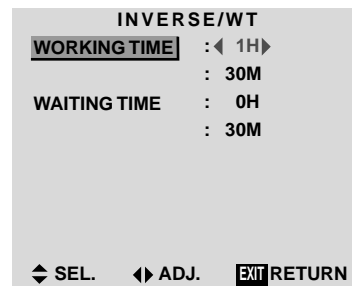 INVERSE/WT
WORKING TIME : ◀ 1H▶
: 30M
WAITING TIME : 0H
: 30M
▲▼ SEL. ◀▶ ADJ. EXIT RETURN